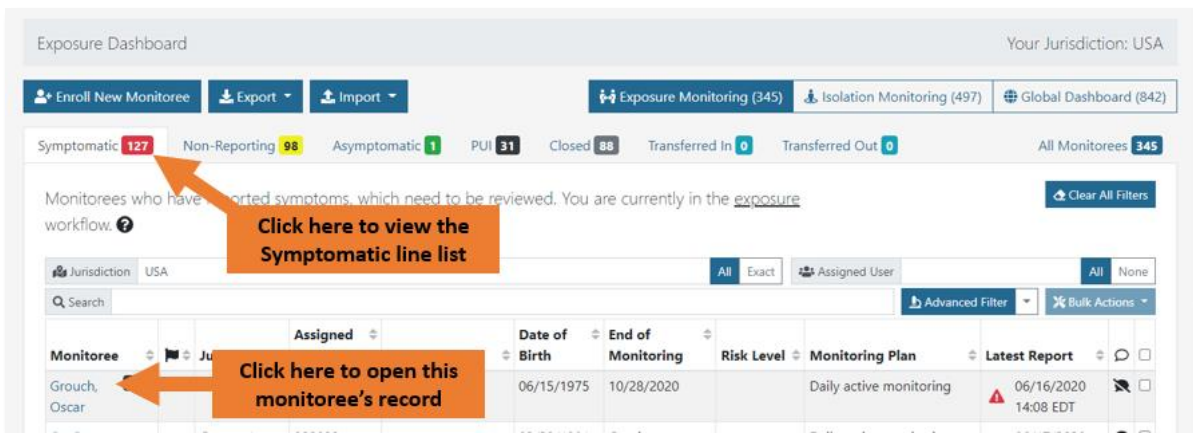 Exposure Dashboard
Your Jurisdiction: USA
Enroll New Monitoree Export Import Exposure Monitoring (345) Isolation Monitoring (497) Global Dashboard (842)
Symptomatic 127 Non-Reporting 98 Asymptomatic 1 PUI 31 Closed 88 Transferred In 0 Transferred Out 0 All Monitorees 345
Monitorees who have reported symptoms, which need to be reviewed. You are currently in the exposure
workflow.
Clear All Filters
Click here to view the
Symptomatic line list
Jurisdiction USA All Exact Assigned User All None
Search Advanced Filter Bulk Actions
Monitoree Ju Assigned Date of Birth End of Monitoring Risk Level Monitoring Plan Latest Report
Click here to open this
monitoree's record
Grouch, 06/15/1975 10/28/2020 Daily active monitoring 06/16/2020
Oscar 14:08 EDT